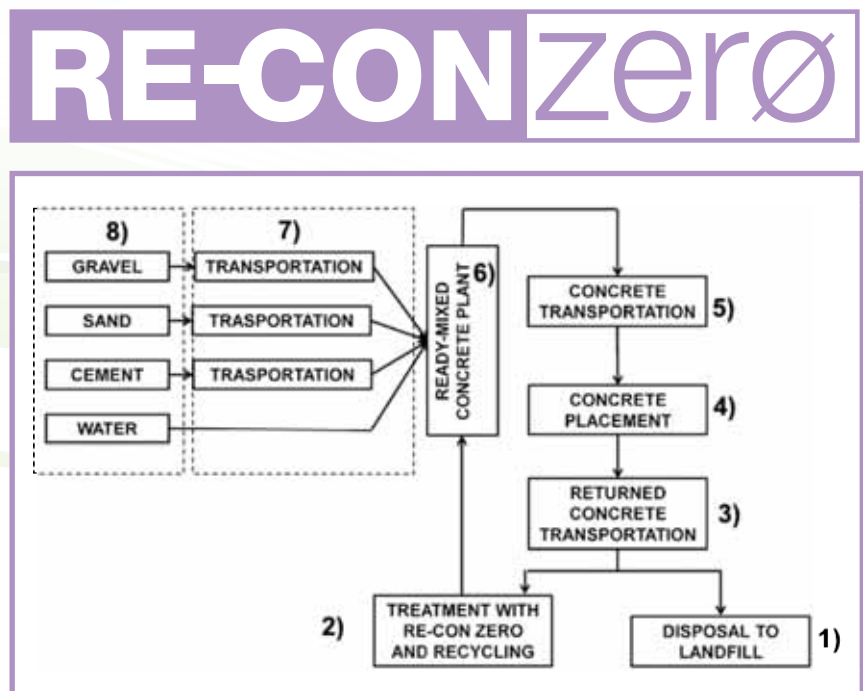 RE-CON zerø
8)
7)
GRAVEL
TRANSPORTATION
SAND
TRASPORTATION
CEMENT
TRASPORTATION
WATER
READY-MIXED
CONCRETE PLANT
6)
CONCRETE
TRANSPORTATION
5)
CONCRETE
PLACEMENT
4)
RETURNED
CONCRETE
TRANSPORTATION
3)
2)
TREATMENT WITH
RE-CON ZERO
AND RECYCLING
DISPOSAL TO
LANDFILL
1)